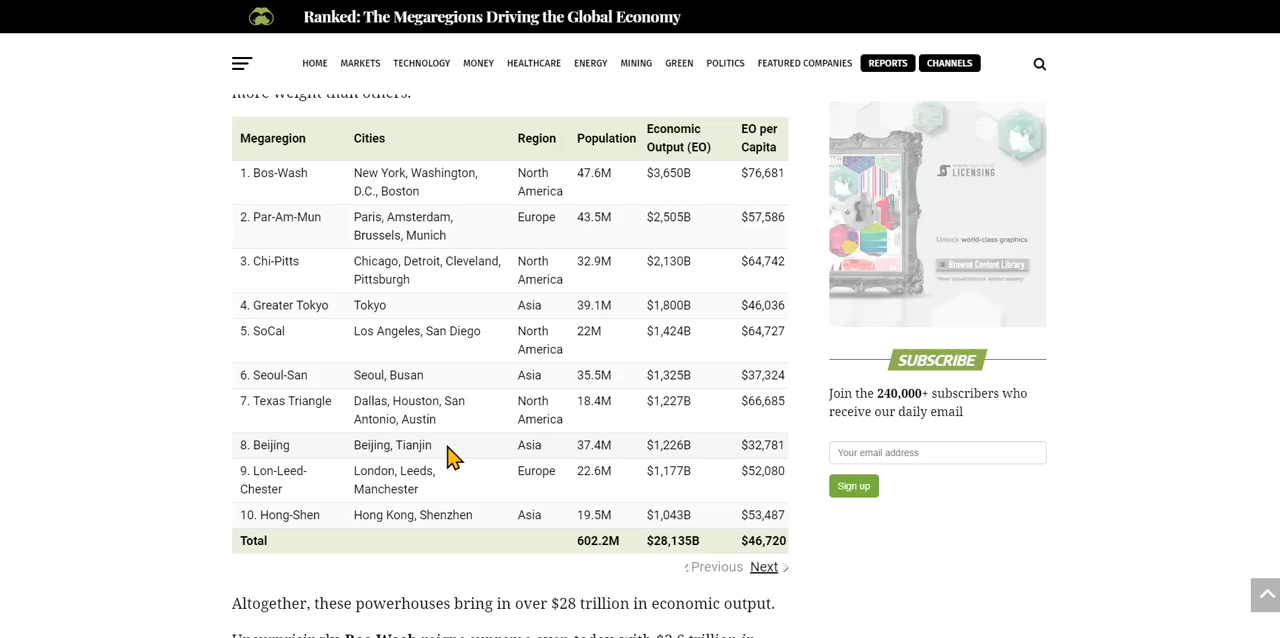 Ranked: The Megaregions Driving the Global Economy
HOME MARKETS TECHNOLOGY MONEY HEALTHCARE ENERGY MINING GREEN POLITICS FEATURED COMPANIES REPORTS CHANNELS
more weight than others.
Megaregion Cities Region Population Economic Output (EO) EO per Capita
1. Bos-Wash New York, Washington, D.C., Boston North America 47.6M $3,650B $76,681
2. Par-Am-Mun Paris, Amsterdam, Brussels, Munich Europe 43.5M $2,505B $57,586
3. Chi-Pitts Chicago, Detroit, Cleveland, Pittsburgh North America 32.9M $2,130B $64,742
4. Greater Tokyo Tokyo Asia 39.1M $1,800B $46,036
5. SoCal Los Angeles, San Diego North America 22M $1,424B $64,727
6. Seoul-San Seoul, Busan Asia 35.5M $1,325B $37,324
7. Texas Triangle Dallas, Houston, San Antonio, Austin North America 18.4M $1,227B $66,685
8. Beijing Beijing, Tianjin Asia 37.4M $1,226B $32,781
9. Lon-Leed-Chester London, Leeds, Manchester Europe 22.6M $1,177B $52,080
10. Hong-Shen Hong Kong, Shenzhen Asia 19.5M $1,043B $53,487
Total 602.2M $28,135B $46,720
Previous Next
Altogether, these powerhouses bring in over $28 trillion in economic output.
LICENSING
Unlock world-class graphics
Browse Content Library
*New visualizations added weekly
SUBSCRIBE
Join the 240,000+ subscribers who
receive our daily email
Your email address
Sign up